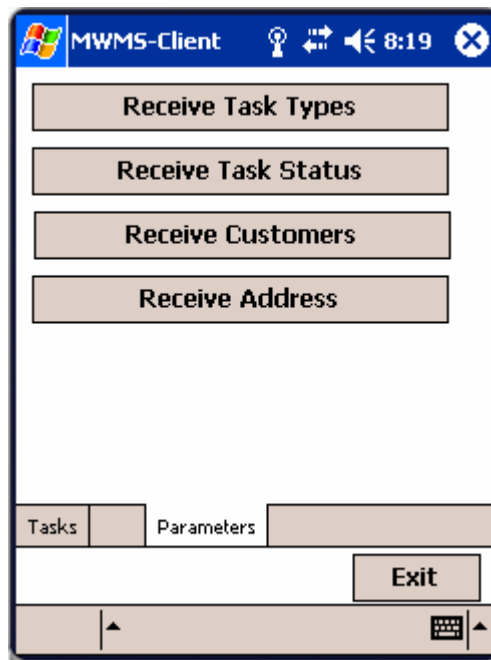 MWMS-Client 8:19
Receive Task Types
Receive Task Status
Receive Customers
Receive Address
Tasks Parameters
Exit